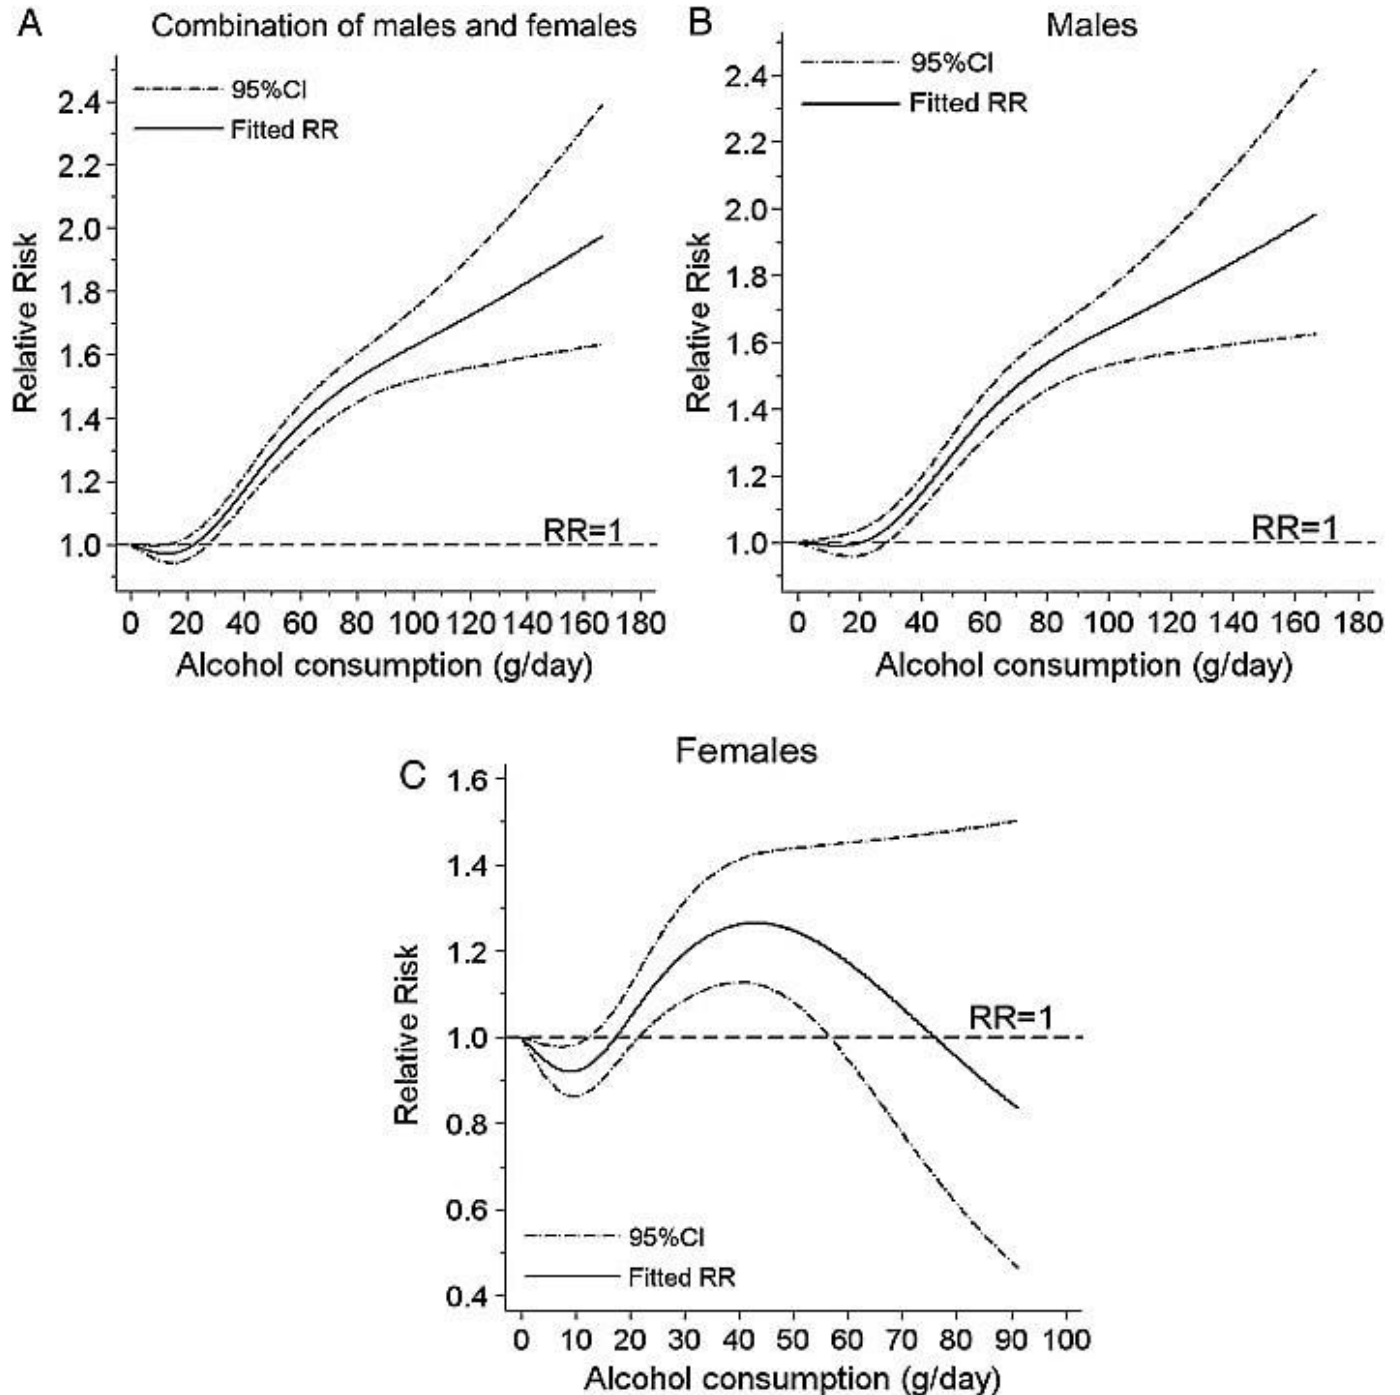 A Combination of males and females
95%CI
Fitted RR
2.4
2.2
2.0
1.8
1.6
1.4
1.2
1.0
Relative Risk
RR=1
0 20 40 60 80 100 120 140 160 180
Alcohol consumption (g/day)
B Males
95%CI
Fitted RR
2.4
2.2
2.0
1.8
1.6
1.4
1.2
1.0
Relative Risk
RR=1
0 20 40 60 80 100 120 140 160 180
Alcohol consumption (g/day)
C Females
1.6
1.4
1.2
1.0
0.8
0.6
0.4
Relative Risk
RR=1
95%CI
Fitted RR
0 10 20 30 40 50 60 70 80 90 100
Alcohol consumption (g/day)